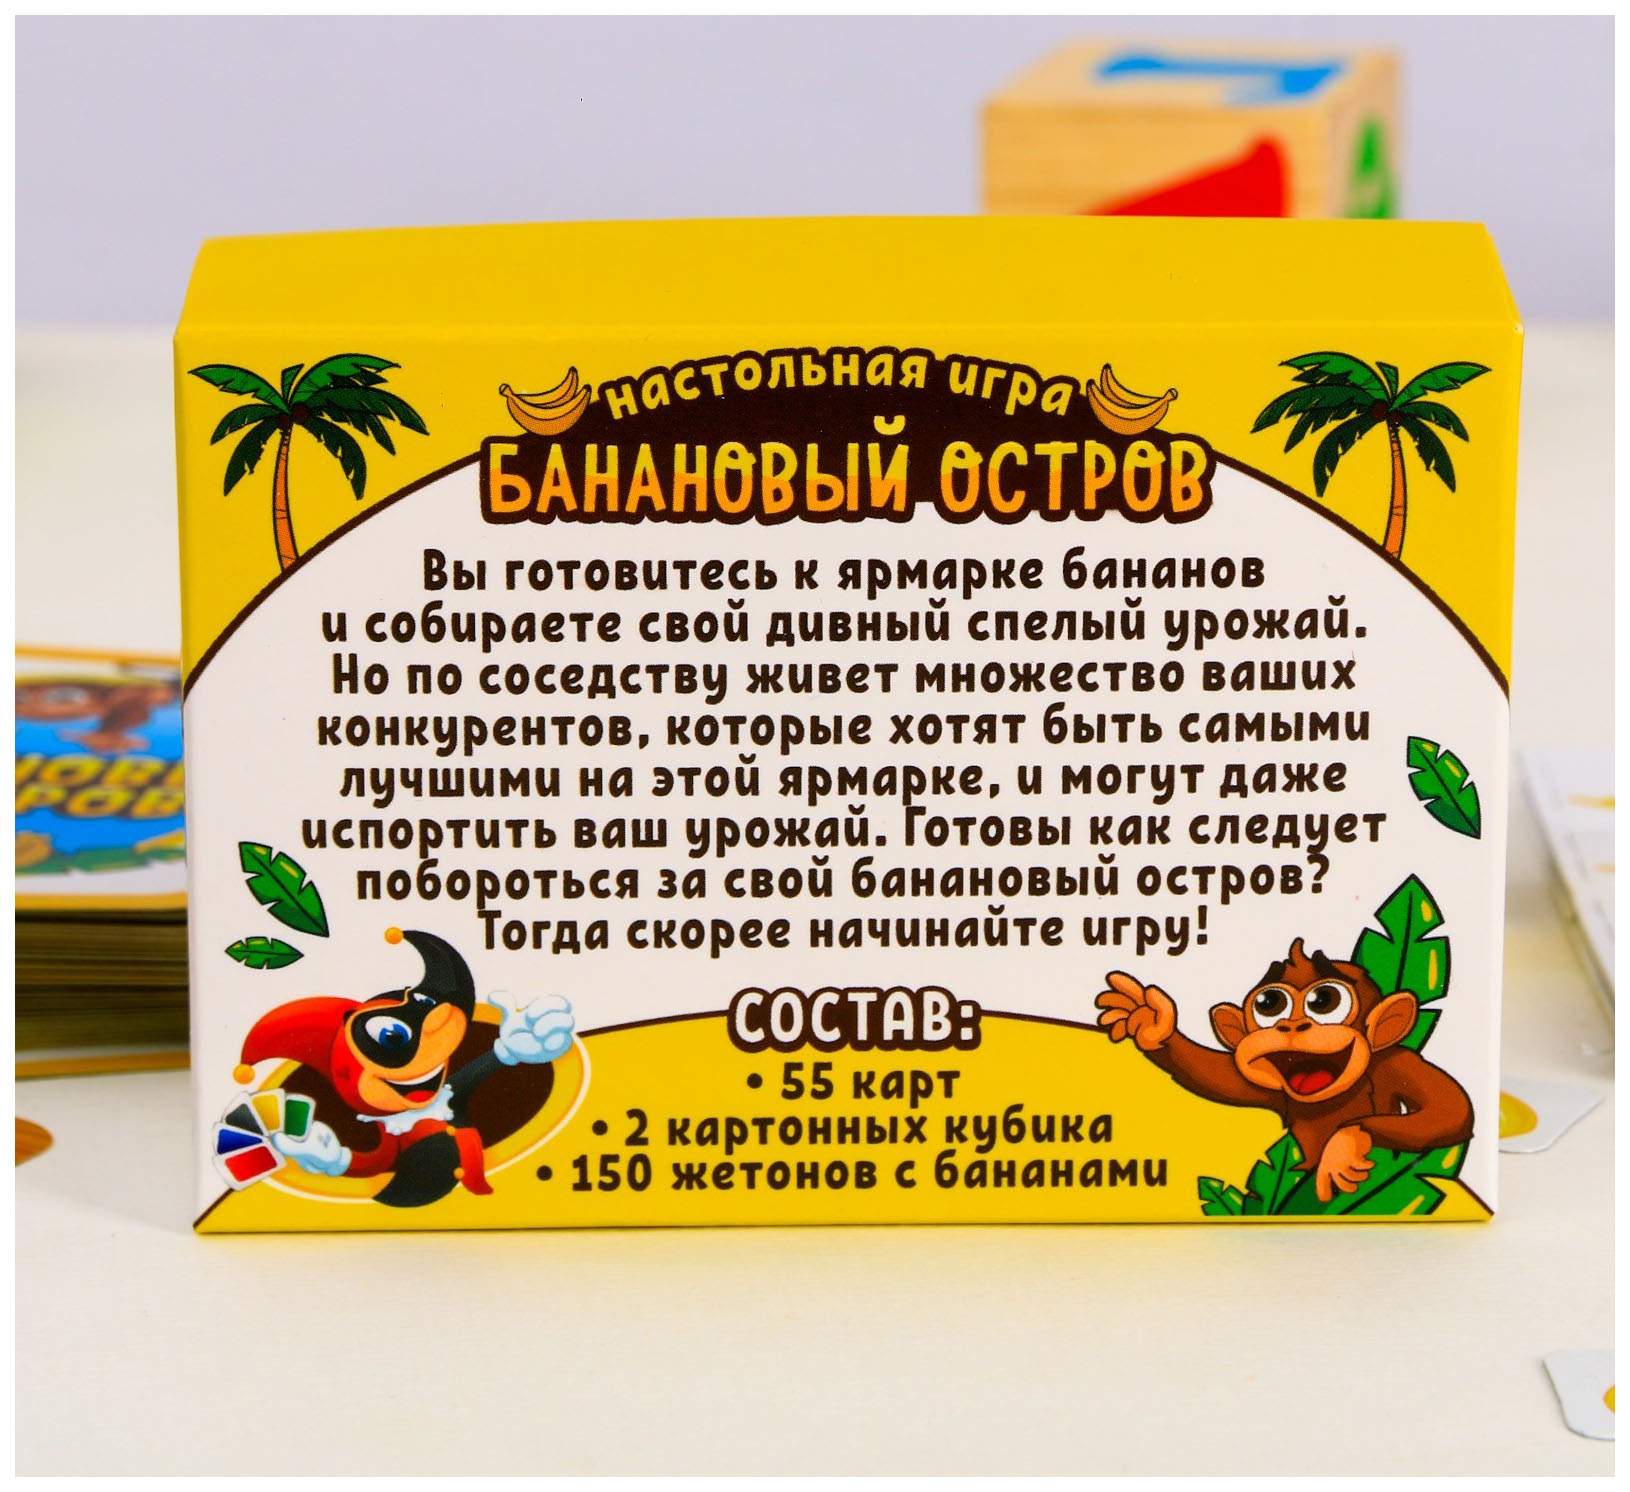 настольная игра
БАНАНОВЫЙ ОСТРОВ
Вы готовитесь к ярмарке бананов
и собираете свой дивный спелый урожай.
Но по соседству живет множество ваших
конкурентов, которые хотят быть самыми
лучшими на этой ярмарке, и могут даже
испортить ваш урожай. Готовы как следует
побороться за свой банановый остров?
Тогда скорее начинайте игру!
СОСТАВ:
• 55 карт
• 2 картонных кубика
• 150 жетонов с бананами